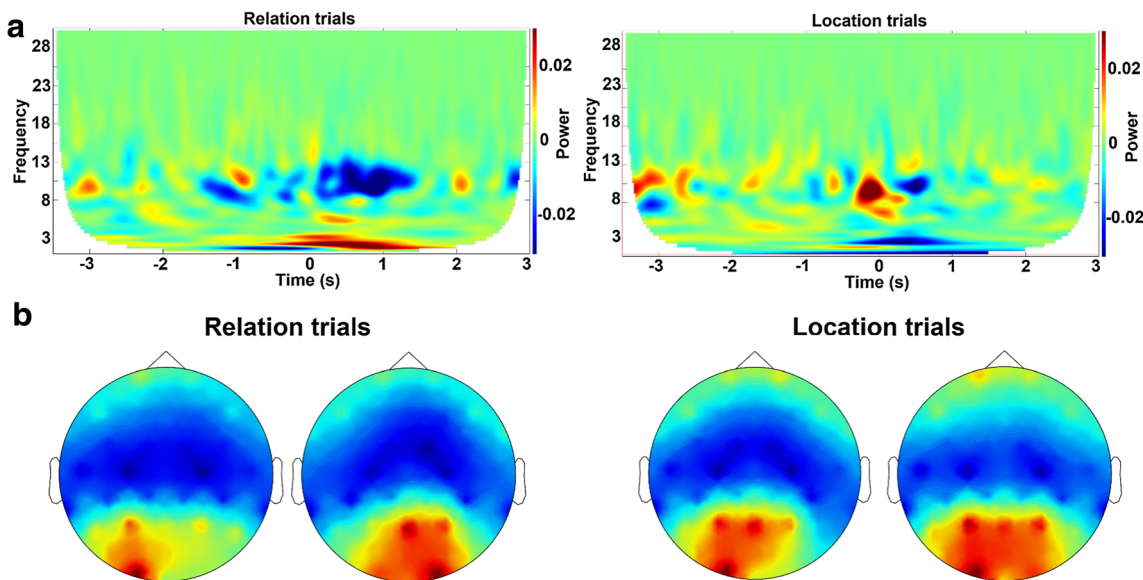 a
Relation trials
Location trials
28
23
18
13
8
3
Frequency
-3
-2
-1
0
1
2
3
Time (s)
0.02
0
-0.02
Power
28
23
18
13
8
3
Frequency
-3
-2
-1
0
1
2
3
Time (s)
0.02
0
-0.02
Power
b
Relation trials
Location trials